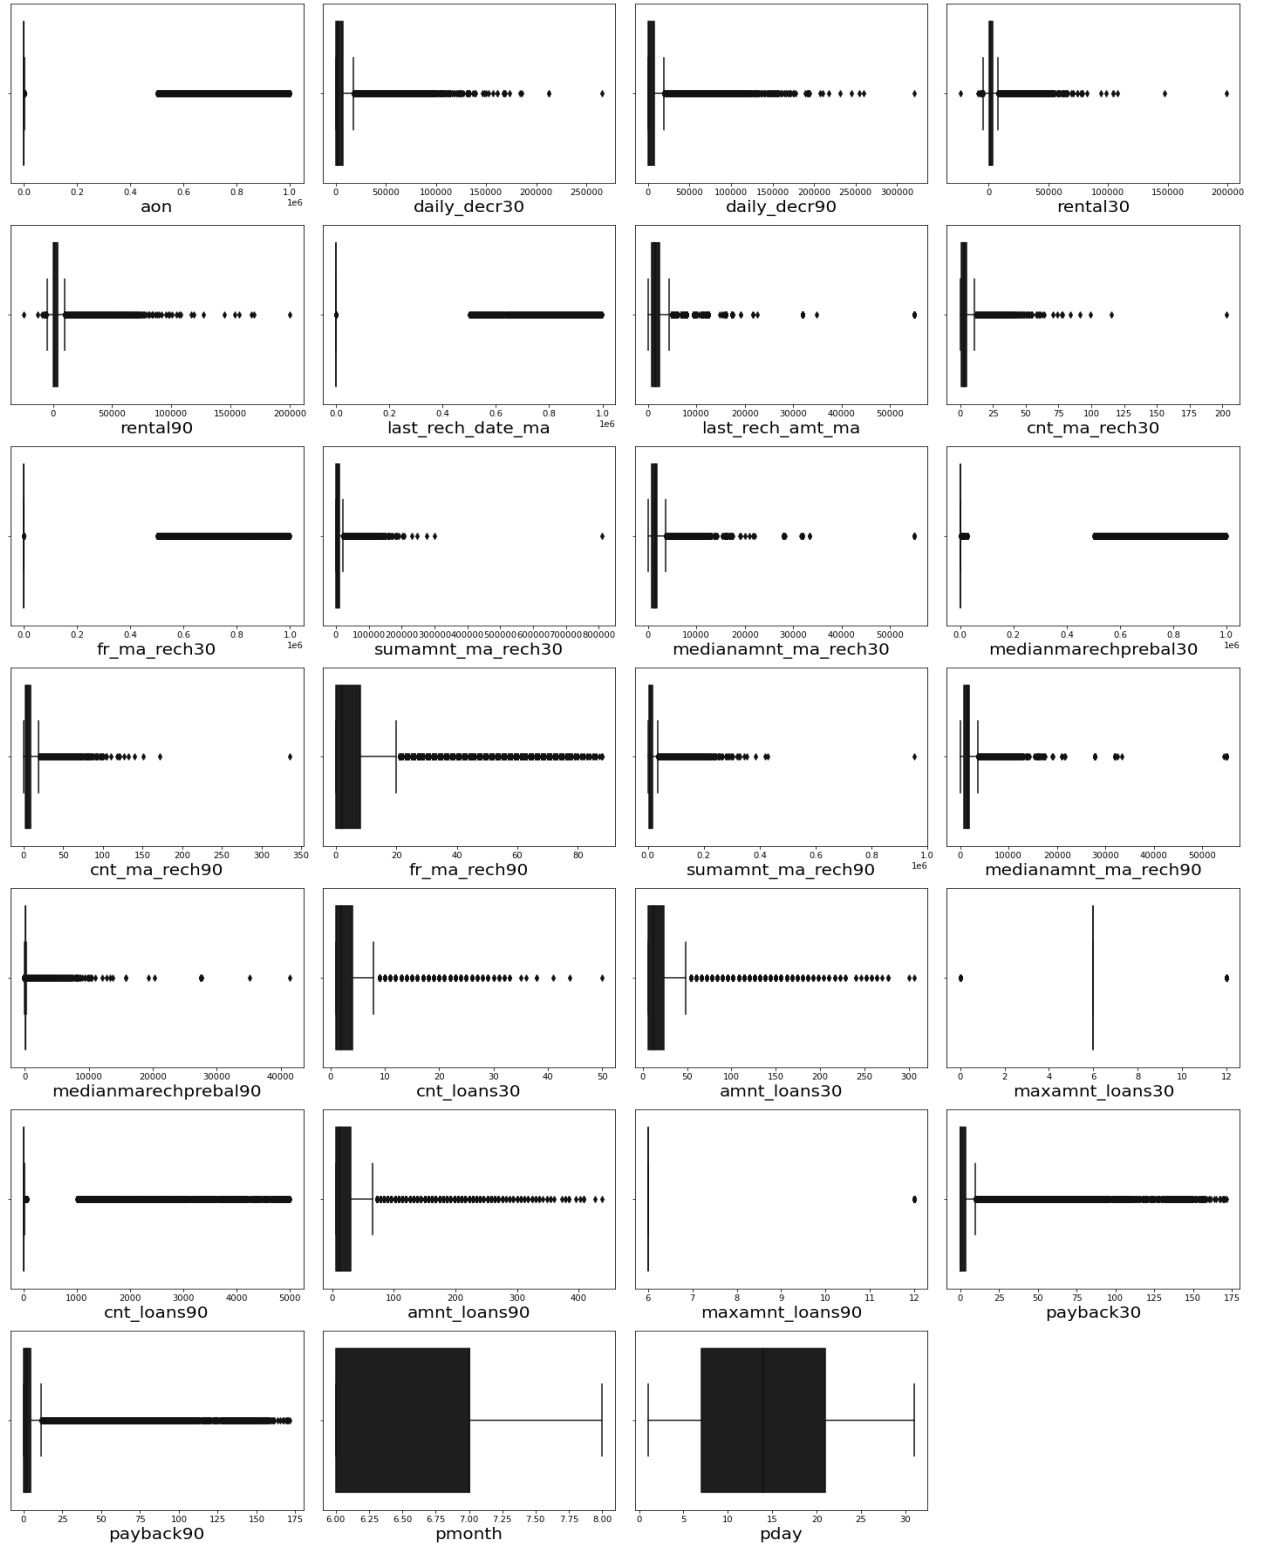 0.0 0.2 0.4 0.6 0.8 1.0
1e6
aon
0 50000 100000 150000 200000 250000
daily_decr30
0 50000 100000 150000 200000 250000 300000
daily_decr90
0 50000 100000 150000 200000
rental30
0 50000 100000 150000 200000
rental90
0.0 0.2 0.4 0.6 0.8 1.0
1e6
last_rech_date_ma
0 10000 20000 30000 40000 50000
last_rech_amt_ma
0 25 50 75 100 125 150 175 200
cnt_ma_rech30
0.0 0.2 0.4 0.6 0.8 1.0
1e6
fr_ma_rech30
0 100000 200000 300000 400000 500000 600000 700000 800000
sumamnt_ma_rech30
0 10000 20000 30000 40000 50000
medianamnt_ma_rech30
0.0 0.2 0.4 0.6 0.8 1.0
1e6
medianmarechprebal30
0 50 100 150 200 250 300 350
cnt_ma_rech90
0 20 40 60 80
fr_ma_rech90
0.0 0.2 0.4 0.6 0.8 1.0
1e6
sumamnt_ma_rech90
0 10000 20000 30000 40000 50000
medianamnt_ma_rech90
0 10000 20000 30000 40000
medianmarechprebal90
0 10 20 30 40 50
cnt_loans30
0 50 100 150 200 250 300
amnt_loans30
0 2 4 6 8 10 12
maxamnt_loans30
0 1000 2000 3000 4000 5000
cnt_loans90
0 100 200 300 400
amnt_loans90
6 7 8 9 10 11 12
maxamnt_loans90
0 25 50 75 100 125 150 175
payback30
0 25 50 75 100 125 150 175
payback90
6.00 6.25 6.50 6.75 7.00 7.25 7.50 7.75 8.00
pmonth
0 5 10 15 20 25 30
pday